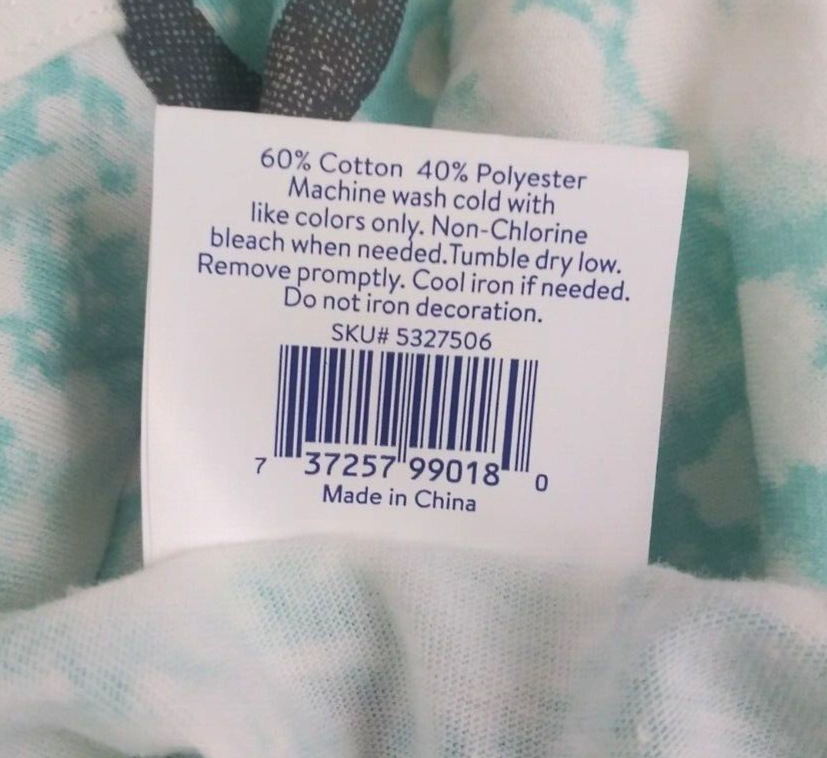 60% Cotton 40% Polyester
Machine wash cold with
like colors only. Non-Chlorine
bleach when needed.Tumble dry low.
Remove promptly. Cool iron if needed.
Do not iron decoration.
SKU# 5327506
7 37257 99018 0
Made in China